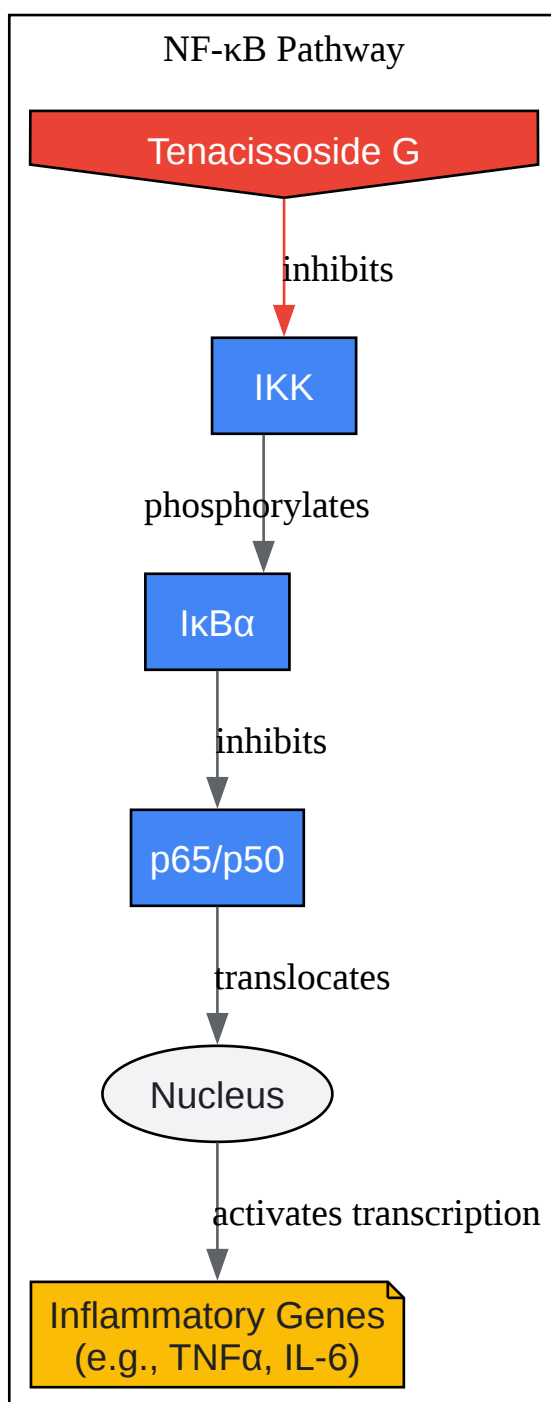 NF-κB Pathway
Tenacissoside G
inhibits
IKK
phosphorylates
IκBα
inhibits
p65/p50
translocates
Nucleus
activates transcription
Inflammatory Genes
(e.g., TNFα, IL-6)